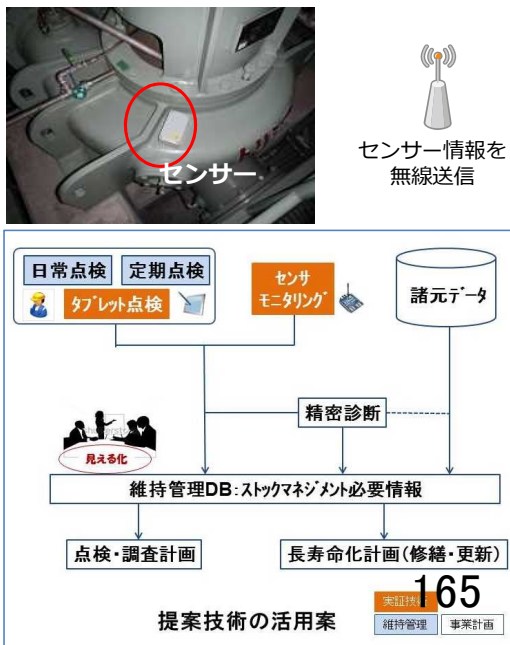 センサー
センサー情報を
無線送信
日常点検
定期点検
タブレット点検
センサ
モニタリング
諸元データ
精密診断
見える化
維持管理DB:ストックマネジメント必要情報
点検・調査計画
長寿命化計画(修繕・更新)
165
提案技術の活用案
維持管理
事業計画